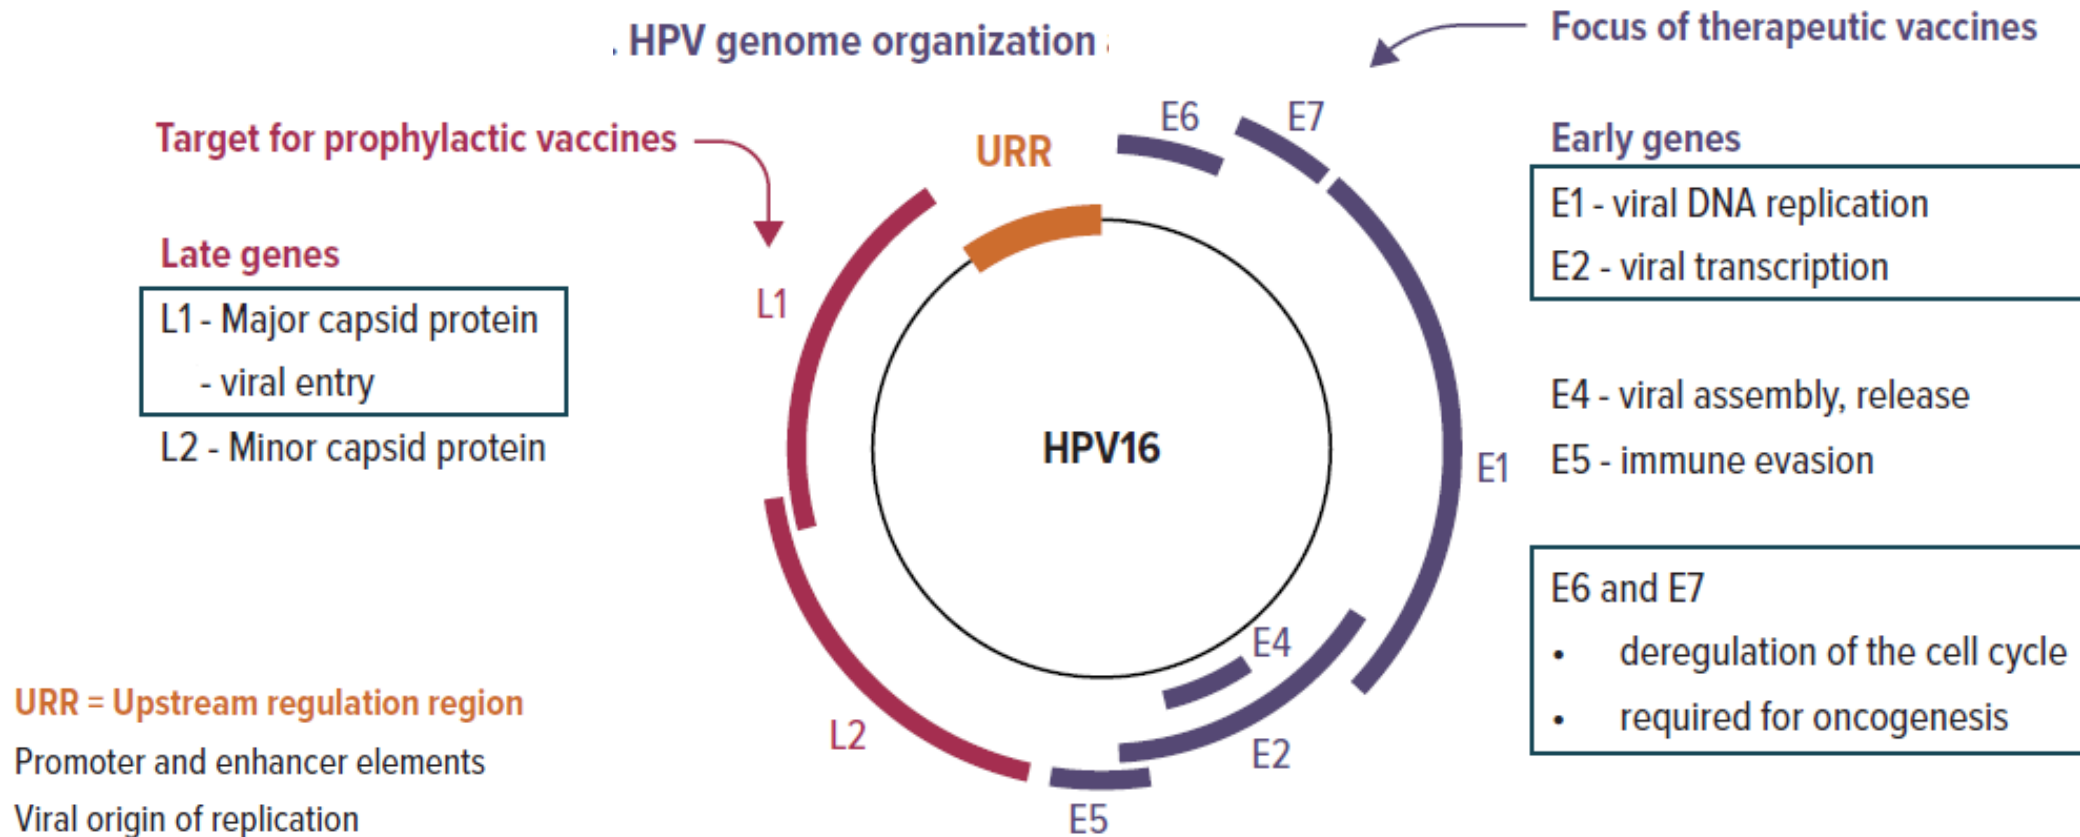 . HPV genome organization
Focus of therapeutic vaccines
Target for prophylactic vaccines
Late genes
L1 - Major capsid protein
- viral entry
L2 - Minor capsid protein
URR = Upstream regulation region
Promoter and enhancer elements
Viral origin of replication
URR
E6
E7
L1
HPV16
E1
E4
L2
E2
E5
Early genes
E1 - viral DNA replication
E2 - viral transcription
E4 - viral assembly, release
E5 - immune evasion
E6 and E7
• deregulation of the cell cycle
• required for oncogenesis